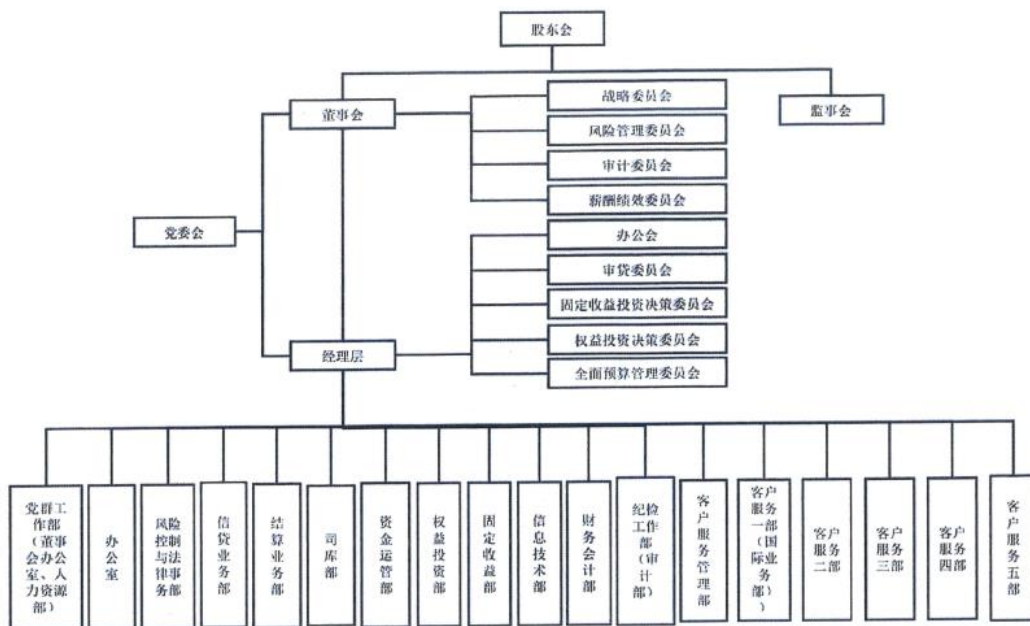 股东会
董事会
监事会
战略委员会
风险管理委员会
审计委员会
薪酬绩效委员会
党委会
办公会
审贷委员会
固定收益投资决策委员会
权益投资决策委员会
经理层
全面预算管理委员会
党群工作部（董事会办公室、人力资源部）
办公室
风险控制与法律事务部
信贷业务部
结算业务部
司库部
资金运管部
权益投资部
固定收益部
信息技术部
财务会计部
纪检工作部（审计部）
客户服务管理部
客户服务一部（国际业务部）
客户服务二部
客户服务三部
客户服务四部
客户服务五部